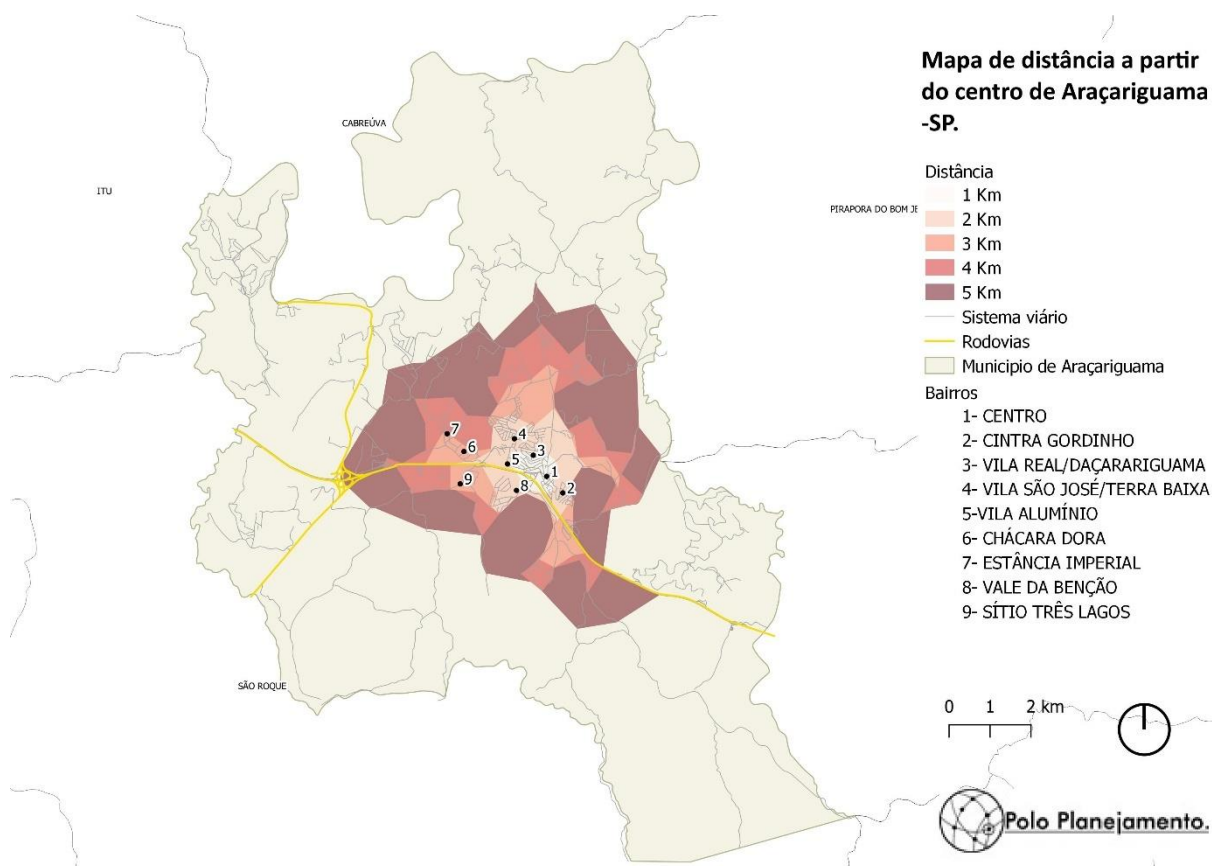 Mapa de distância a partir
do centro de Araçariguama
-SP.
CABREÚVA
ITU
PIRAPORA DO BOM JE
SÃO ROQUE
7
6
4
3
5
1
9
8
2
Distância
1 Km
2 Km
3 Km
4 Km
5 Km
Sistema viário
Rodovias
Municipio de Araçariguama
Bairros
1- CENTRO
2- CINTRA GORDINHO
3- VILA REAL/DAÇARARIGUAMA
4- VILA SÃO JOSÉ/TERRA BAIXA
5-VILA ALUMÍNIO
6- CHÁCARA DORA
7- ESTÂNCIA IMPERIAL
8- VALE DA BENÇÃO
9- SÍTIO TRÊS LAGOS
0 1 2 km
Polo Planejamento.